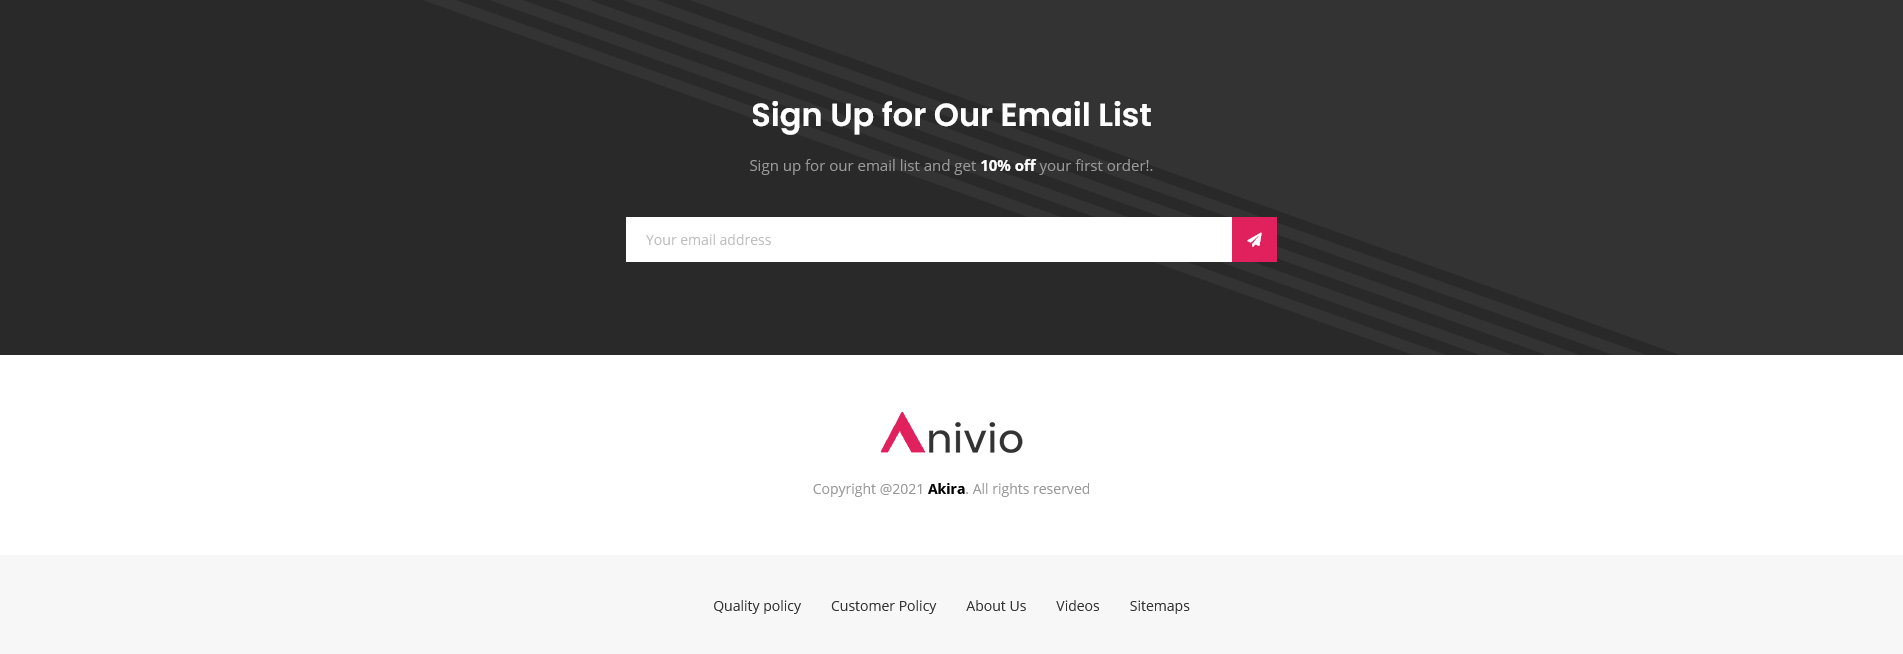 Sign Up for Our Email List
Sign up for our email list and get 10% off your first order!.
Your email address
Anivio
Copyright @2021 Akira. All rights reserved
Quality policy Customer Policy About Us Videos Sitemaps